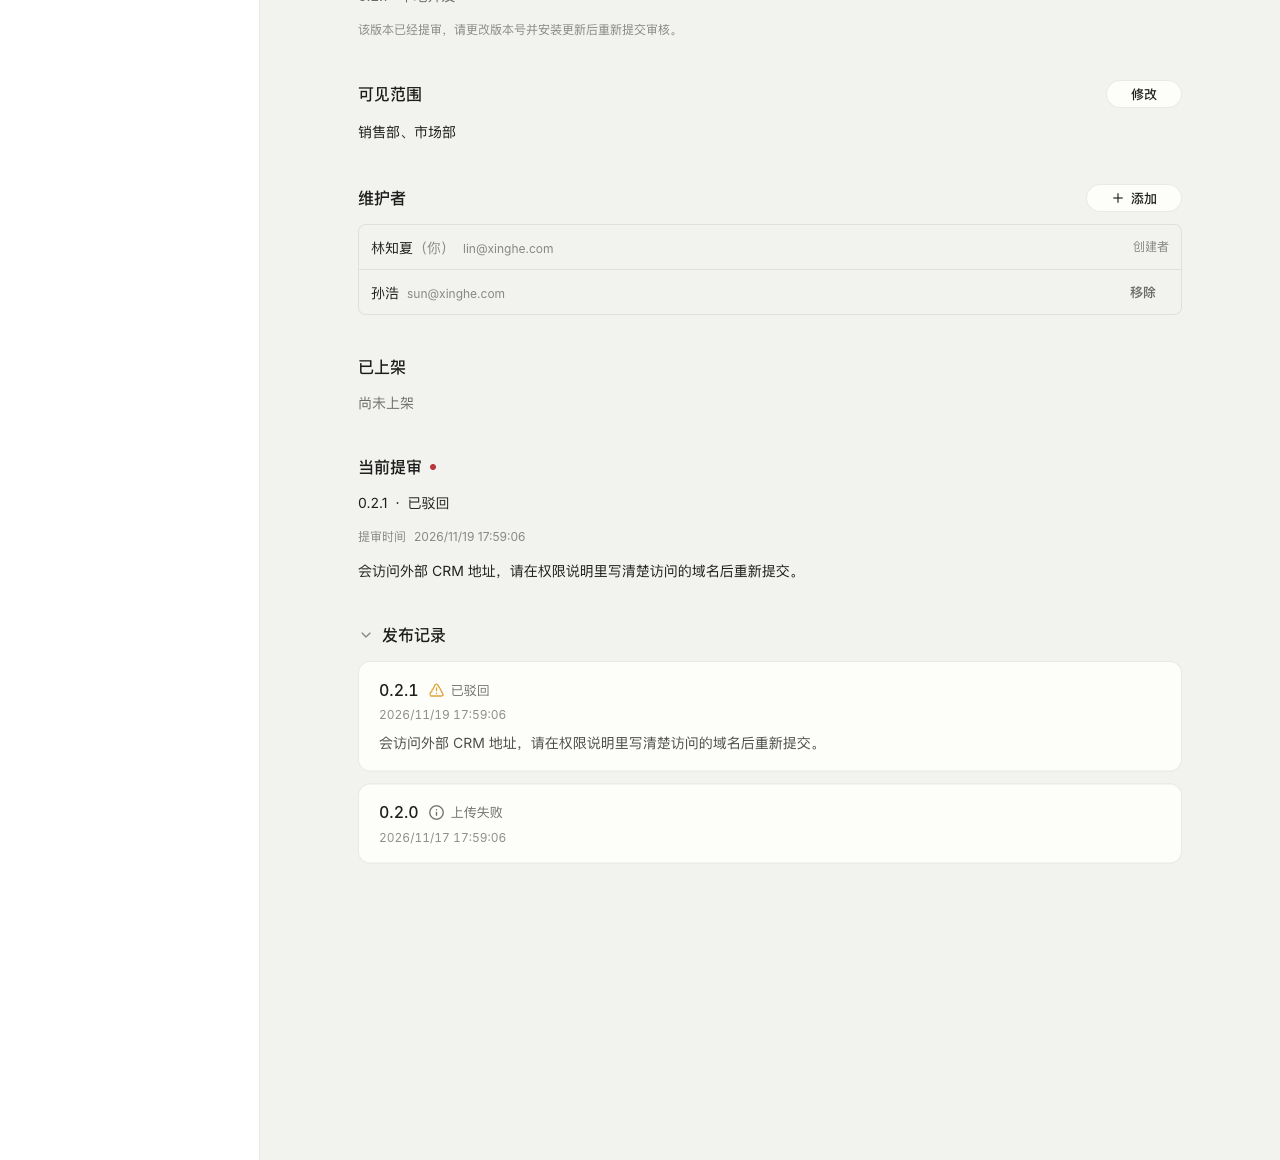 该版本已经提审，请更改版本号并安装更新后重新提交审核。
可见范围
修改
销售部、市场部
维护者
添加
林知夏（你） lin@xinghe.com
创建者
孙浩 sun@xinghe.com
移除
已上架
尚未上架
当前提审
0.2.1 · 已驳回
提审时间 2026/11/19 17:59:06
会访问外部 CRM 地址，请在权限说明里写清楚访问的域名后重新提交。
发布记录
0.2.1 已驳回
2026/11/19 17:59:06
会访问外部 CRM 地址，请在权限说明里写清楚访问的域名后重新提交。
0.2.0 上传失败
2026/11/17 17:59:06